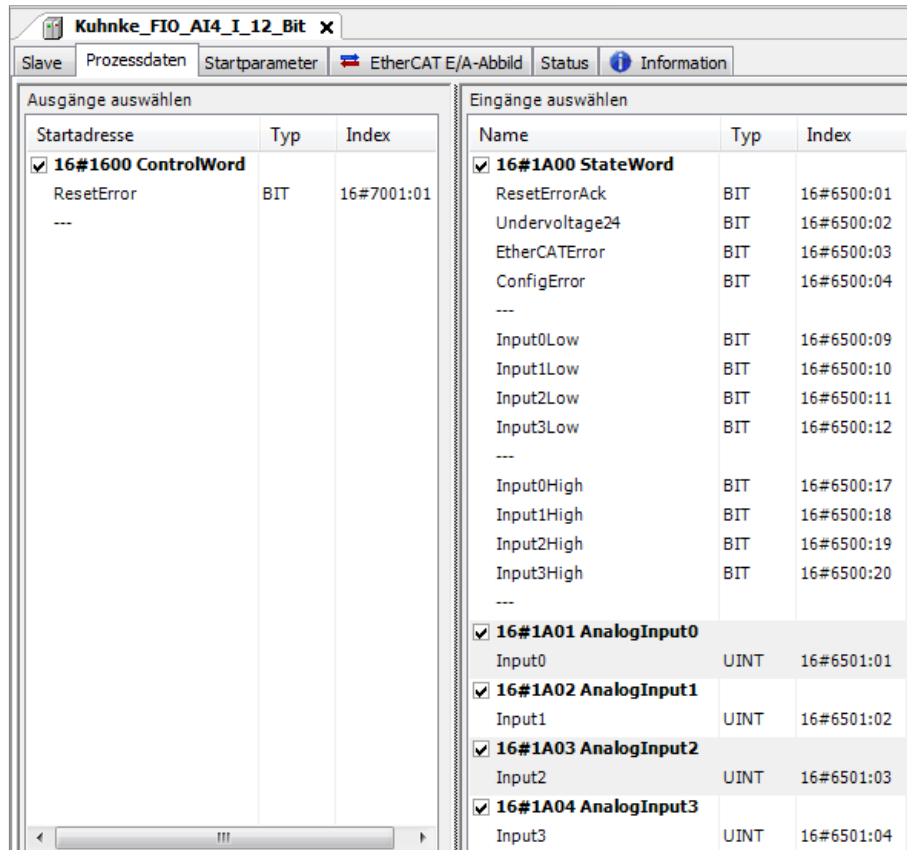 Kuhnke_FIO_AI4_I_12_Bit X
Slave Prozessdaten Startparameter EtherCAT E/A-Abbild Status Information
Ausgänge auswählen
Startadresse Typ Index
16#1600 ControlWord
ResetError BIT 16#7001:01
---
Eingänge auswählen
Name Typ Index
16#1A00 StateWord
ResetErrorAck BIT 16#6500:01
Undervoltage24 BIT 16#6500:02
EtherCATError BIT 16#6500:03
ConfigError BIT 16#6500:04
---
Input0Low BIT 16#6500:09
Input1Low BIT 16#6500:10
Input2Low BIT 16#6500:11
Input3Low BIT 16#6500:12
---
Input0High BIT 16#6500:17
Input1High BIT 16#6500:18
Input2High BIT 16#6500:19
Input3High BIT 16#6500:20
---
16#1A01 AnalogInput0
Input0 UINT 16#6501:01
16#1A02 AnalogInput1
Input1 UINT 16#6501:02
16#1A03 AnalogInput2
Input2 UINT 16#6501:03
16#1A04 AnalogInput3
Input3 UINT 16#6501:04